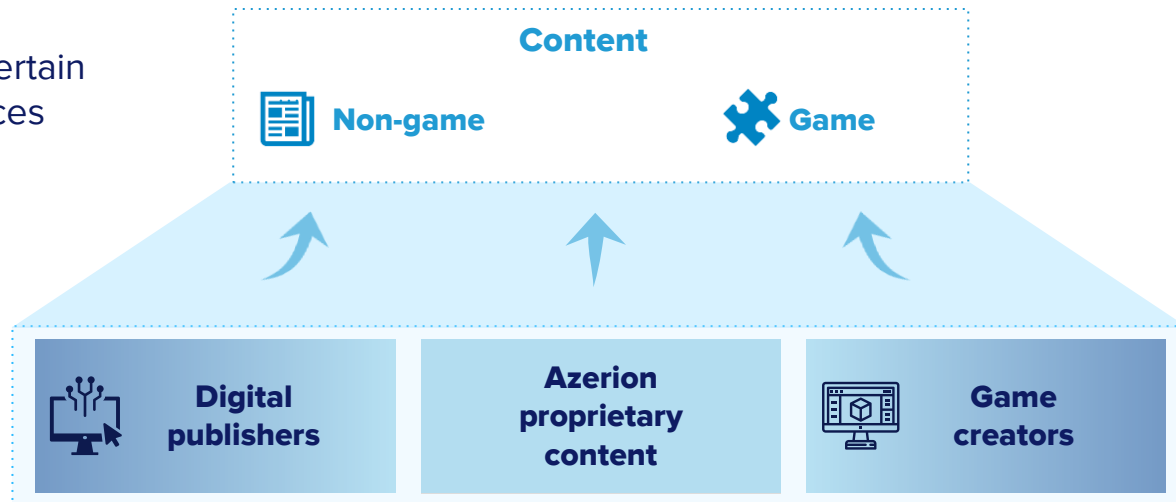 Content
ertain
ces
Non-game
Game
Digital
publishers
Azerion
proprietary
content
Game
creators